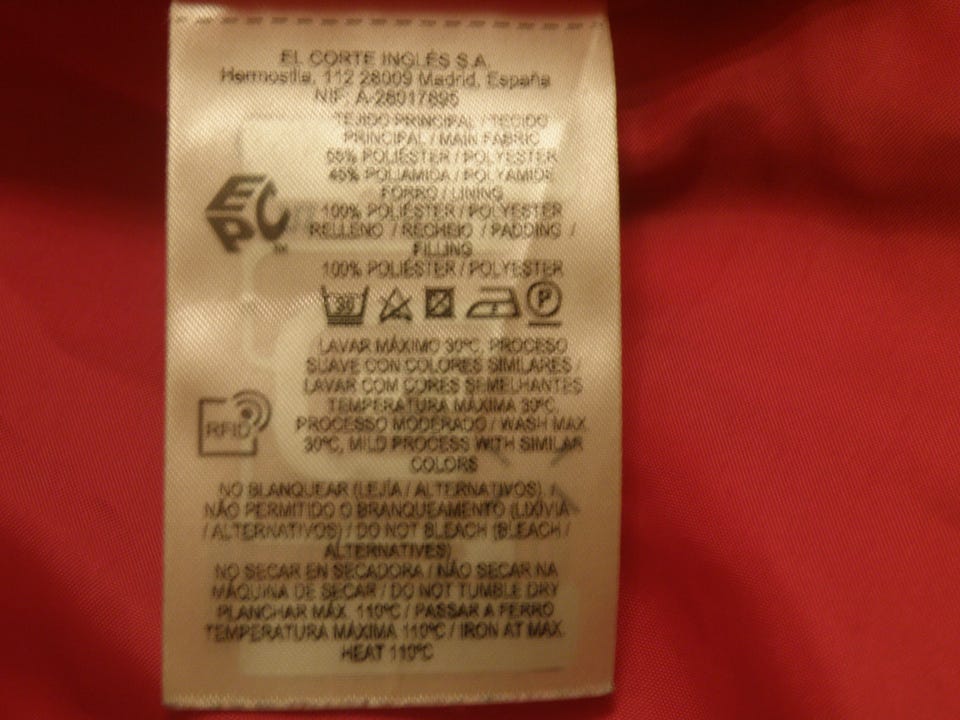 EL CORTE INGLÉS S.A.
Hermosilla, 112 28009 Madrid, España
NIF: A-28017895
TEJIDO PRINCIPAL / TECIDO
PRINCIPAL / MAIN FABRIC
55% POLIÉSTER / POLYESTER
45% POLIAMIDA / POLYAMIDE
FORRO / LINING
100% POLIÉSTER / POLYESTER
RELLENO / RECHEIO / PADDING /
FILLING
100% POLIÉSTER / POLYESTER
EPC™
30
P
LAVAR MÁXIMO 30ºC, PROCESO
SUAVE CON COLORES SIMILARES /
LAVAR COM CORES SEMELHANTES
TEMPERATURA MÁXIMA 30ºC,
PROCESSO MODERADO / WASH MAX.
30ºC, MILD PROCESS WITH SIMILAR
COLORS
RFID
NO BLANQUEAR (LEJÍA / ALTERNATIVOS) /
NÃO PERMITIDO O BRANQUEAMENTO (LIXÍVIA
/ ALTERNATIVOS) / DO NOT BLEACH (BLEACH /
ALTERNATIVES)
NO SECAR EN SECADORA / NÃO SECAR NA
MÁQUINA DE SECAR / DO NOT TUMBLE DRY
PLANCHAR MÁX. 110ºC / PASSAR A FERRO
TEMPERATURA MÁXIMA 110ºC / IRON AT MAX.
HEAT 110ºC